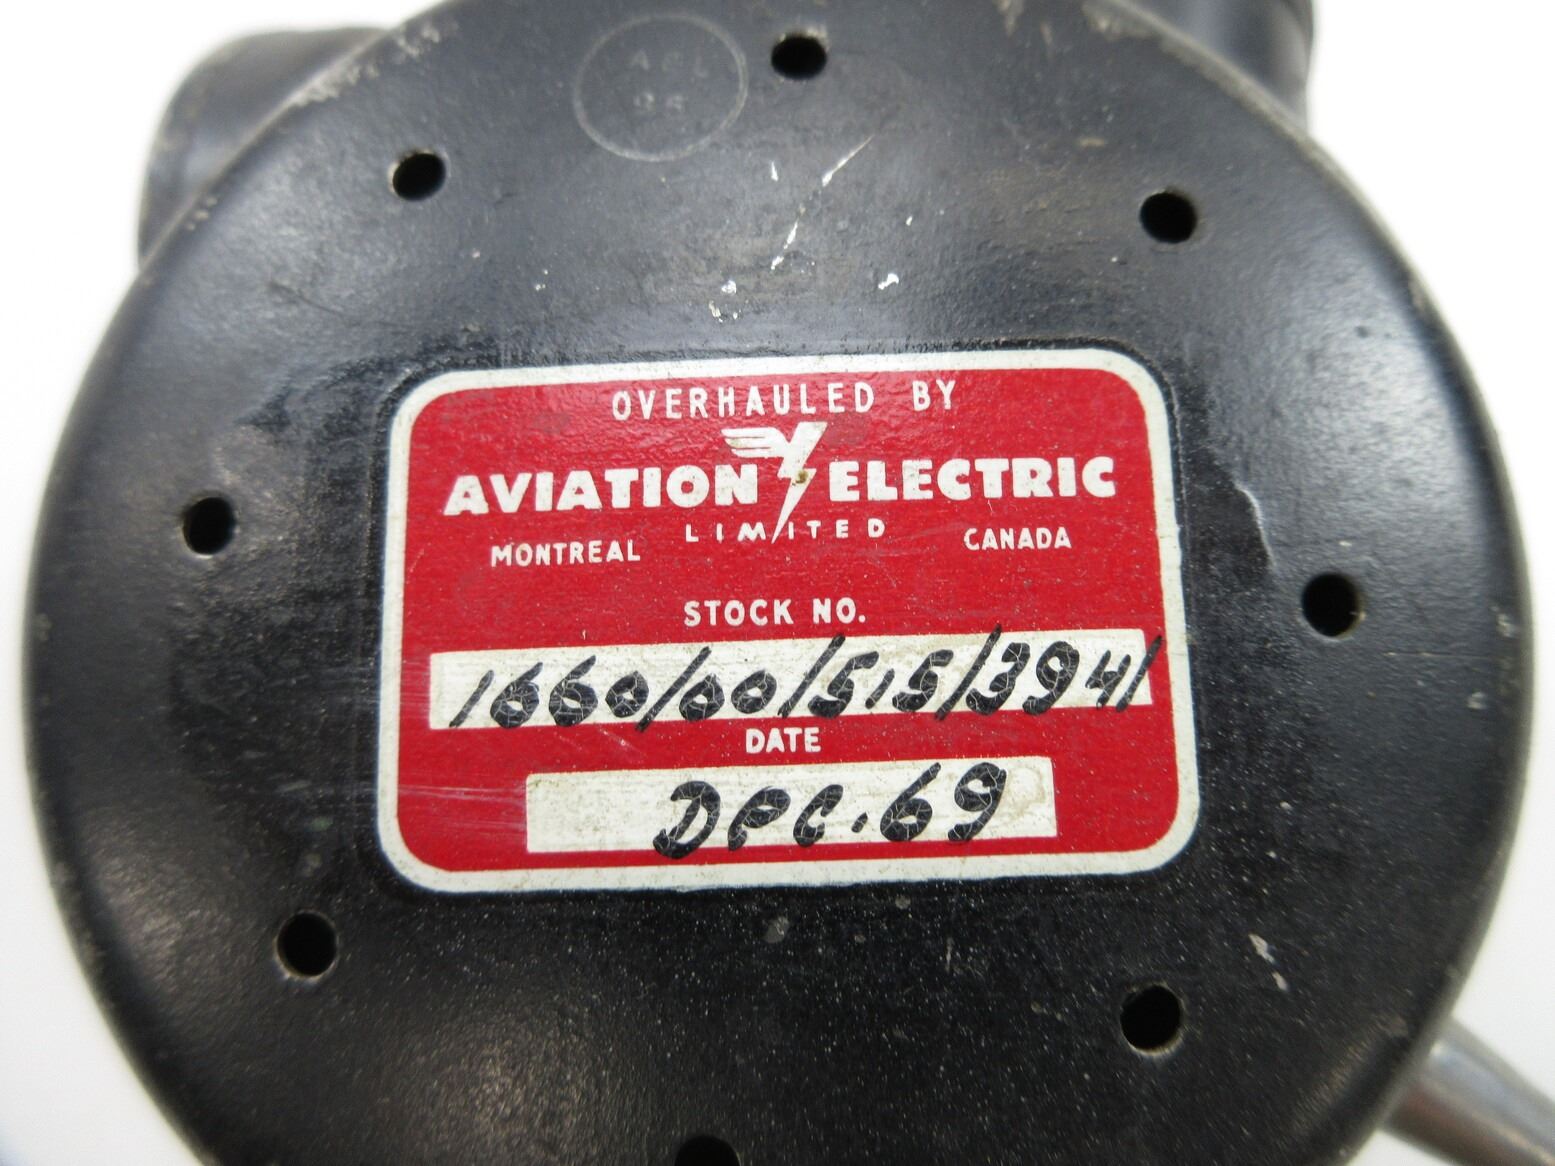 OVERHAULED BY
AVIATION ELECTRIC
LIMITED
MONTREAL CANADA
STOCK NO.
1660/00/515/3941
DATE
DEC.69